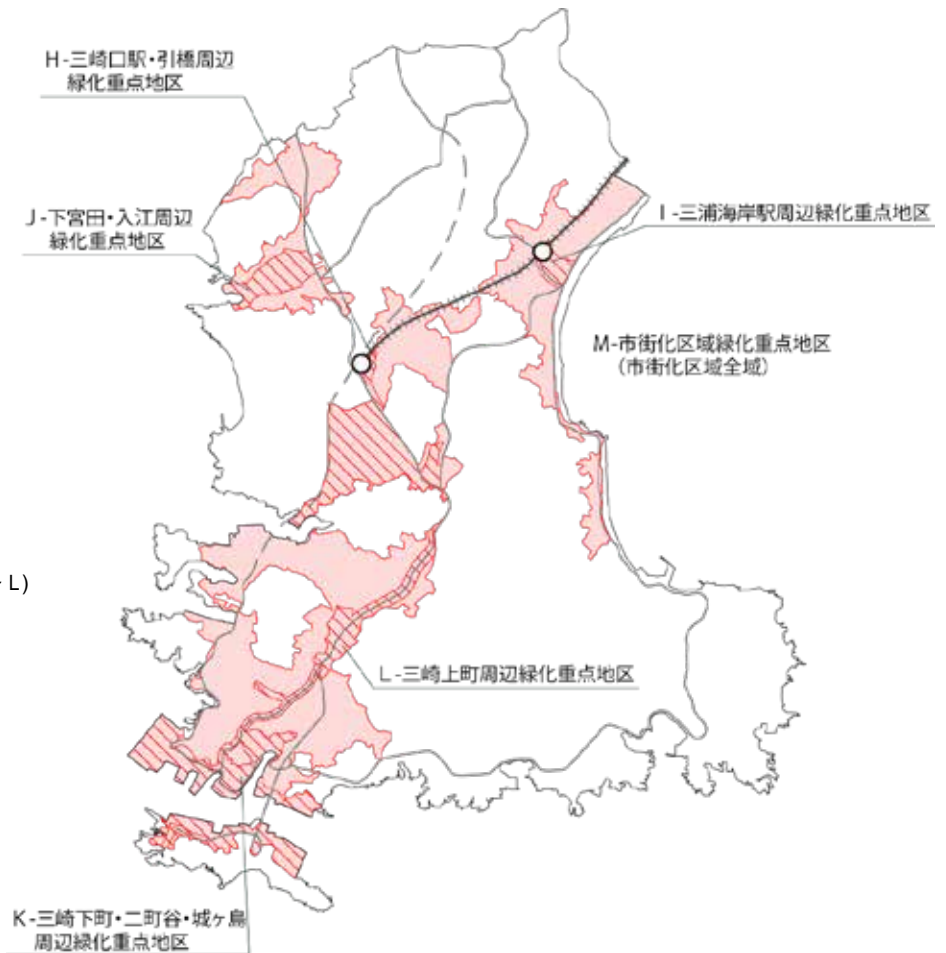 H-三崎口駅・引橋周辺
緑化重点地区
J-下宮田・入江周辺
緑化重点地区
I-三浦海岸駅周辺緑化重点地区
M-市街化区域緑化重点地区
(市街化区域全域)
L)
L-三崎上町周辺緑化重点地区
K-三崎下町・二町谷・城ヶ島
周辺緑化重点地区